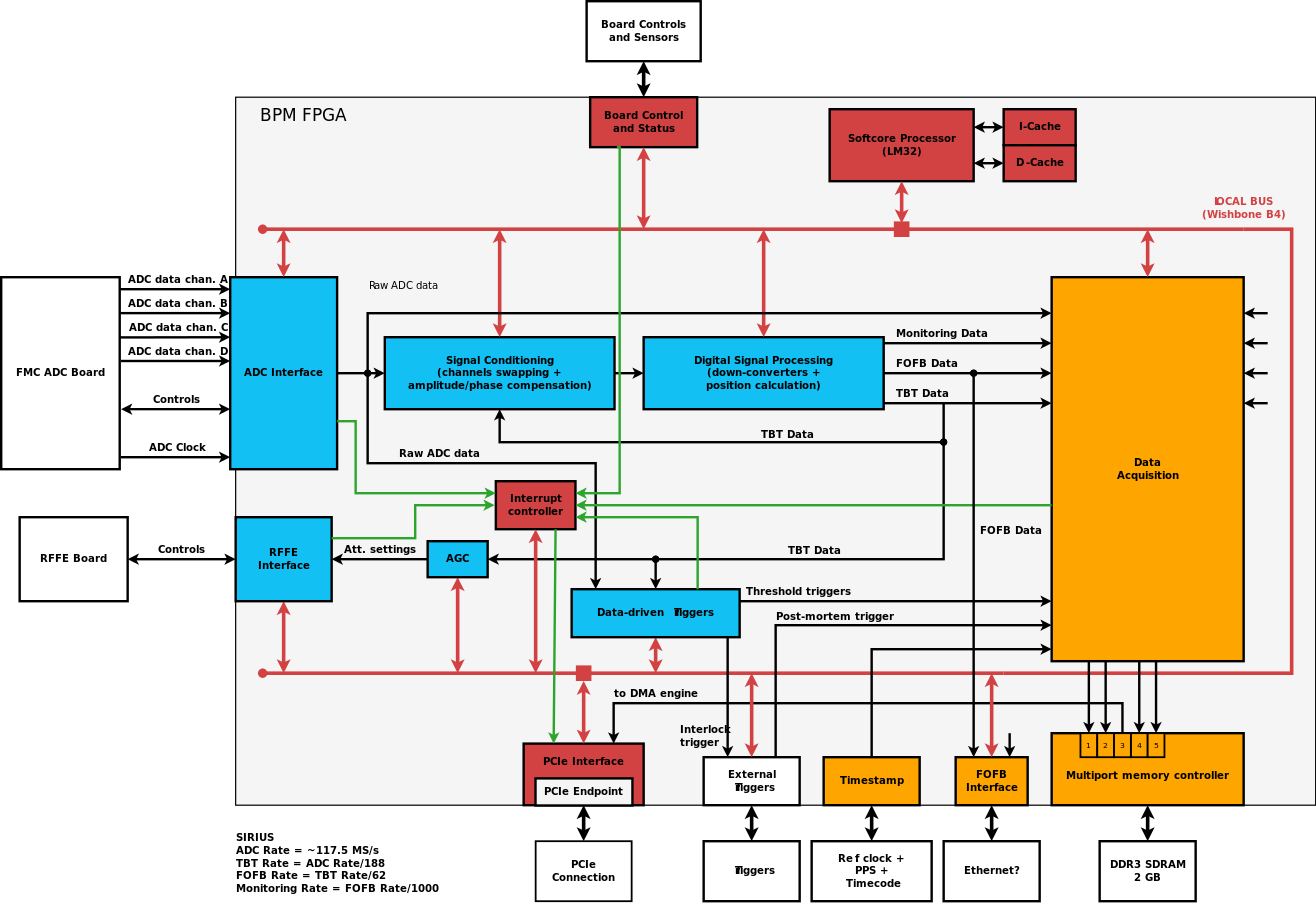 Board Controls
and Sensors
BPM FPGA
Board Control
and Status
Softcore Processor
(LM32)
I-Cache
D-Cache
LOCAL BUS
(Wishbone B4)
ADC data chan. A
ADC data chan. B
ADC data chan. C
ADC data chan. D
Controls
ADC Clock
FMC ADC Board
ADC Interface
Raw ADC data
Signal Conditioning
(channels swapping +
amplitude/phase compensation)
Digital Signal Processing
(down-converters +
position calculation)
Monitoring Data
FOFB Data
TBT Data
TBT Data
Raw ADC data
Data
Acquisition
Interrupt
controller
FOFB Data
RFFE Board
Controls
RFFE
Interface
Att. settings
AGC
TBT Data
Data-driven Triggers
Threshold triggers
Post-mortem trigger
to DMA engine
Interlock
trigger
PCIe Interface
PCIe Endpoint
External
Triggers
Timestamp
FOFB
Interface
1 2 3 4 5
Multiport memory controller
SIRIUS
ADC Rate = ~117.5 MS/s
TBT Rate = ADC Rate/188
FOFB Rate = TBT Rate/62
Monitoring Rate = FOFB Rate/1000
PCIe
Connection
Triggers
Ref clock +
PPS +
Timecode
Ethernet?
DDR3 SDRAM
2 GB